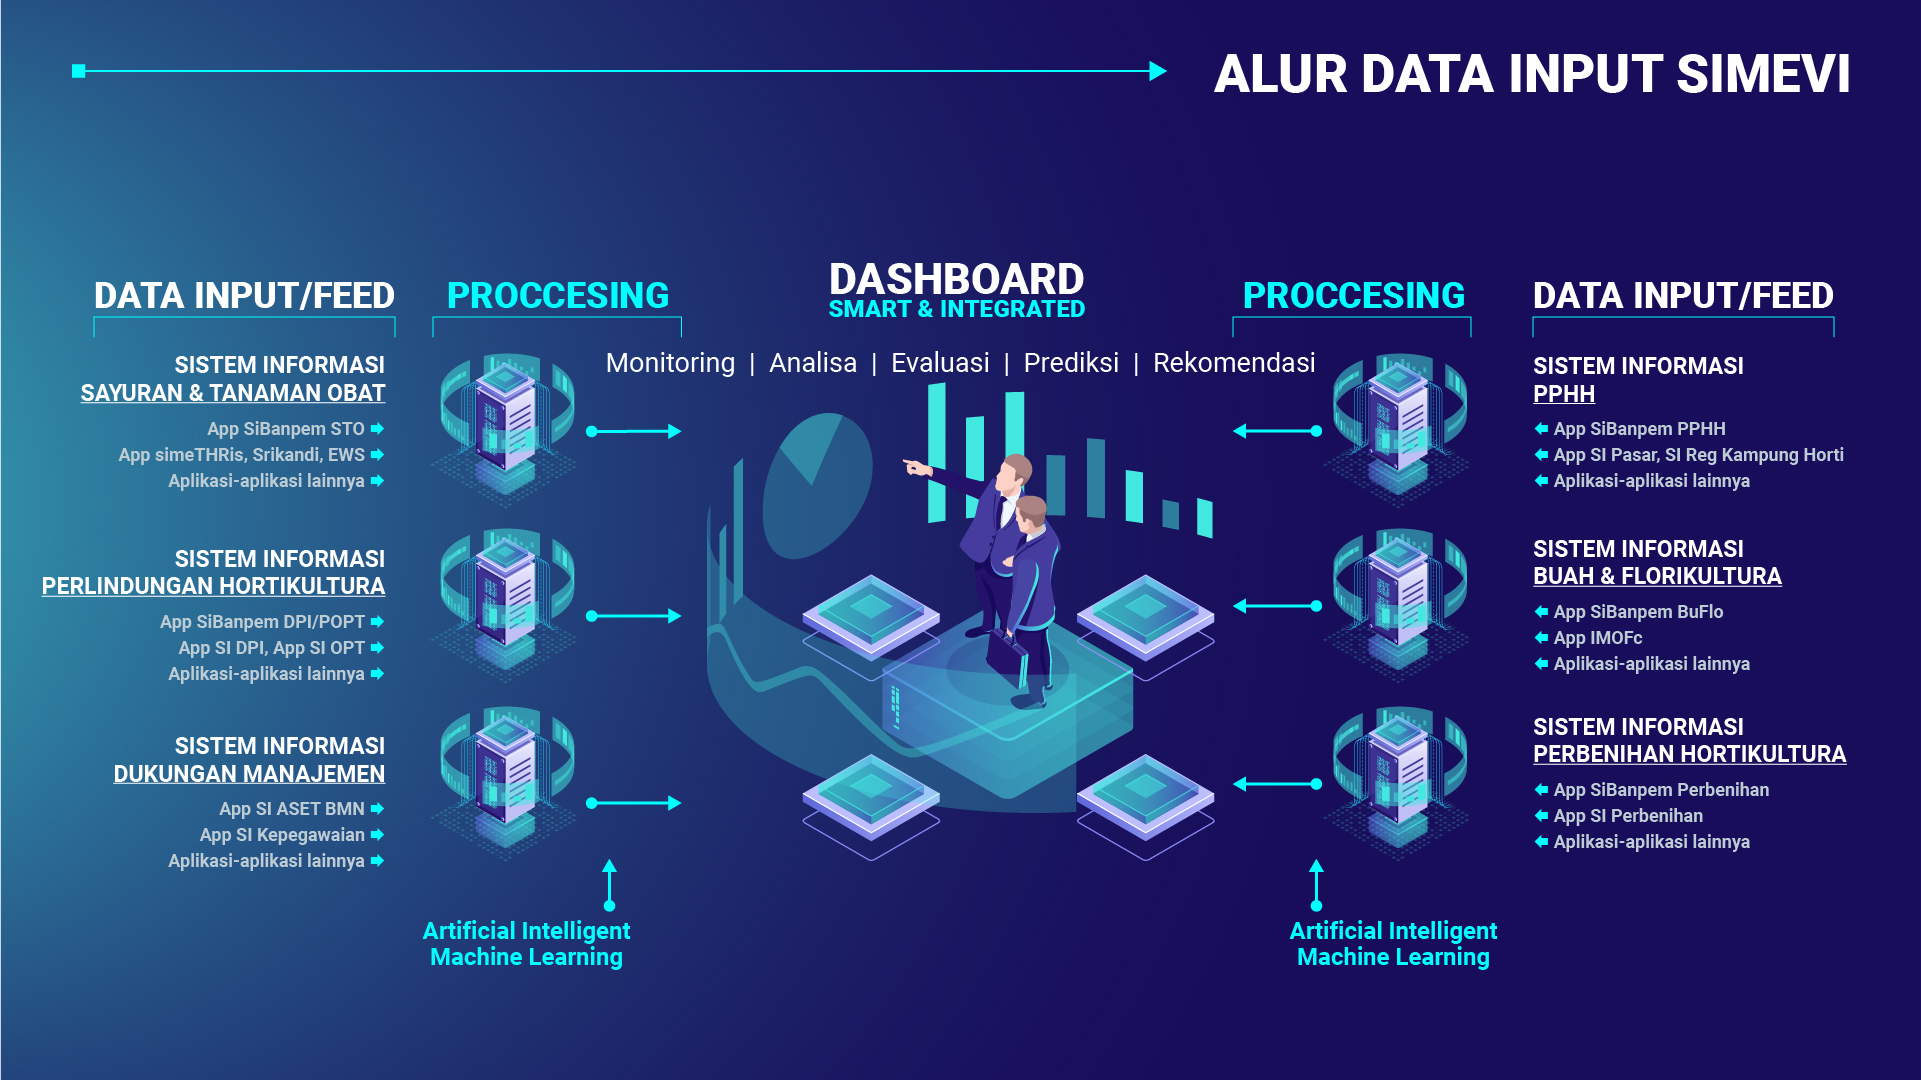 ALUR DATA INPUT SIMEVI
DATA INPUT/FEED
SISTEM INFORMASI
SAYURAN & TANAMAN OBAT
App SiBanpem STO
App simeTHRis, Srikandi, EWS
Aplikasi-aplikasi lainnya
SISTEM INFORMASI
PERLINDUNGAN HORTIKULTURA
App SiBanpem DPI/POPT
App SI DPI, App SI OPT
Aplikasi-aplikasi lainnya
SISTEM INFORMASI
DUKUNGAN MANAJEMEN
App SI ASET BMN
App SI Kepegawaian
Aplikasi-aplikasi lainnya
PROCCESING
Artificial Intelligent
Machine Learning
DASHBOARD
SMART & INTEGRATED
Monitoring | Analisa | Evaluasi | Prediksi | Rekomendasi
PROCCESING
Artificial Intelligent
Machine Learning
DATA INPUT/FEED
SISTEM INFORMASI
PPHH
App SiBanpem PPHH
App SI Pasar, SI Reg Kampung Horti
Aplikasi-aplikasi lainnya
SISTEM INFORMASI
BUAH & FLORIKULTURA
App SiBanpem BuFlo
App IMOFc
Aplikasi-aplikasi lainnya
SISTEM INFORMASI
PERBENIHAN HORTIKULTURA
App SiBanpem Perbenihan
App SI Perbenihan
Aplikasi-aplikasi lainnya